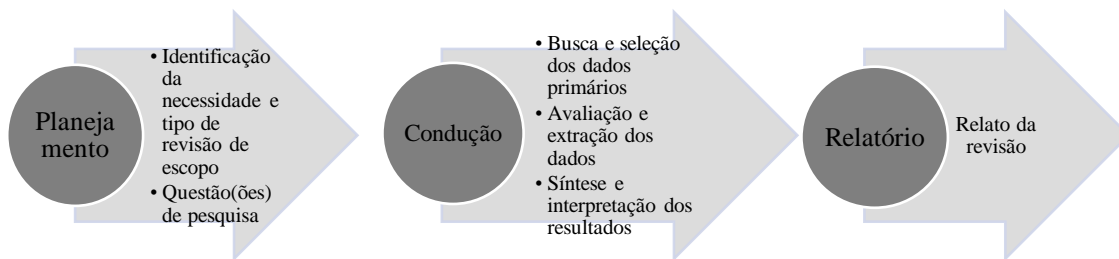 Planeja
mento
• Identificação
da
necessidade e
tipo de
revisão de
escopo
• Questão(ões)
de pesquisa
Condução
• Busca e seleção
dos dados
primários
• Avaliação e
extração dos
dados
• Síntese e
interpretação dos
resultados
Relatório
Relato da
revisão